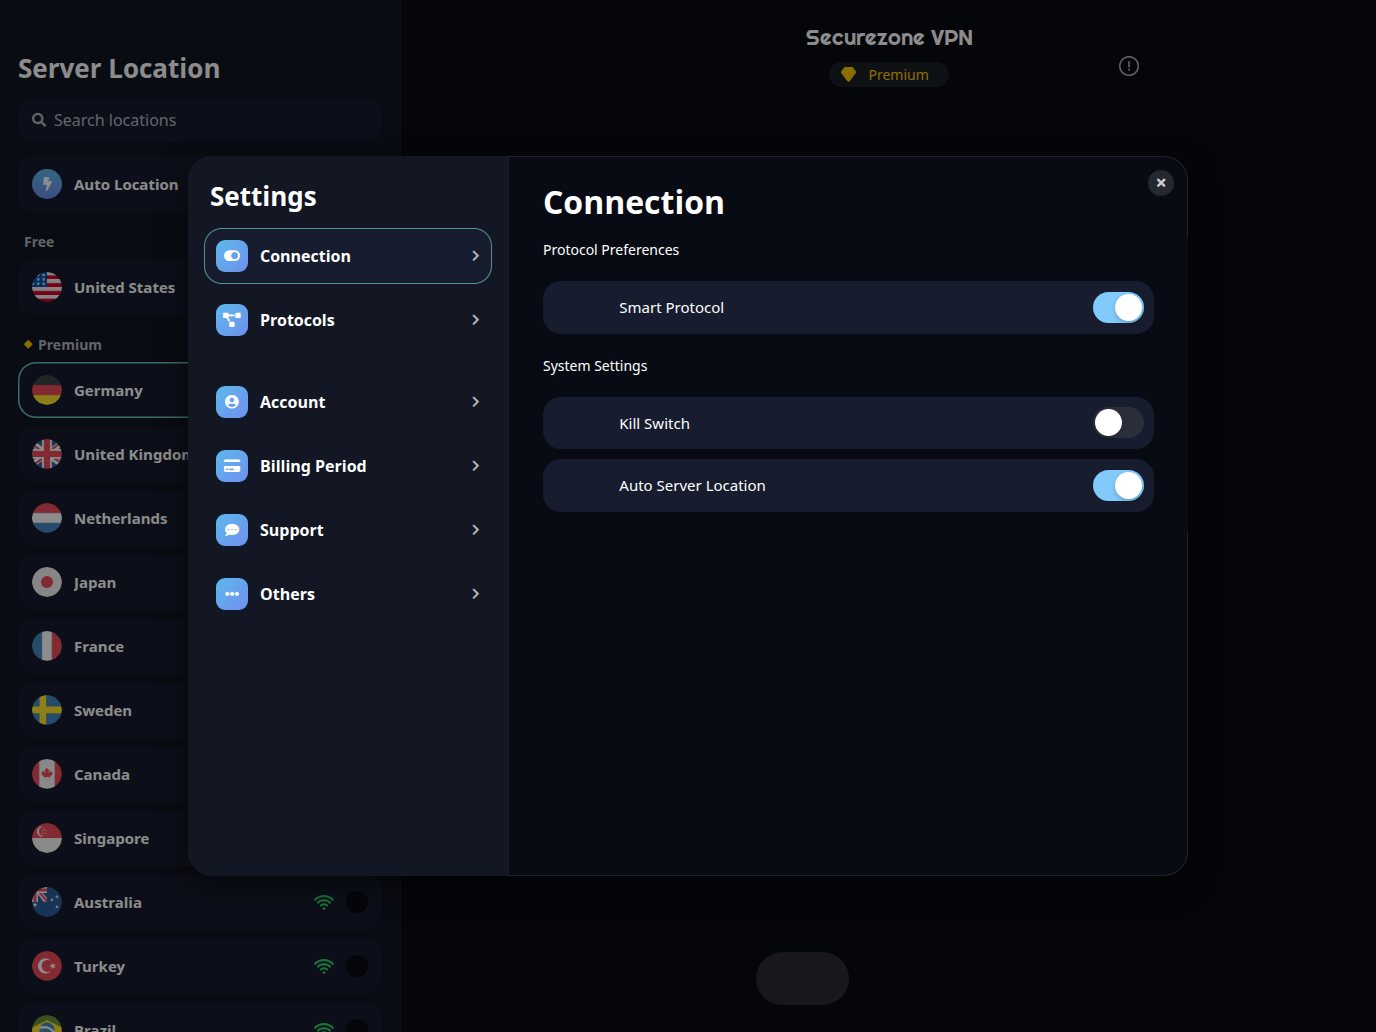 Securezone VPN
Premium
Server Location
Search locations
Auto Location
Free
United States
Premium
Germany
United Kingdom
Netherlands
Japan
France
Sweden
Canada
Singapore
Australia
Turkey
Brazil
Settings
Connection
Protocols
Account
Billing Period
Support
Others
Connection
Protocol Preferences
Smart Protocol
System Settings
Kill Switch
Auto Server Location